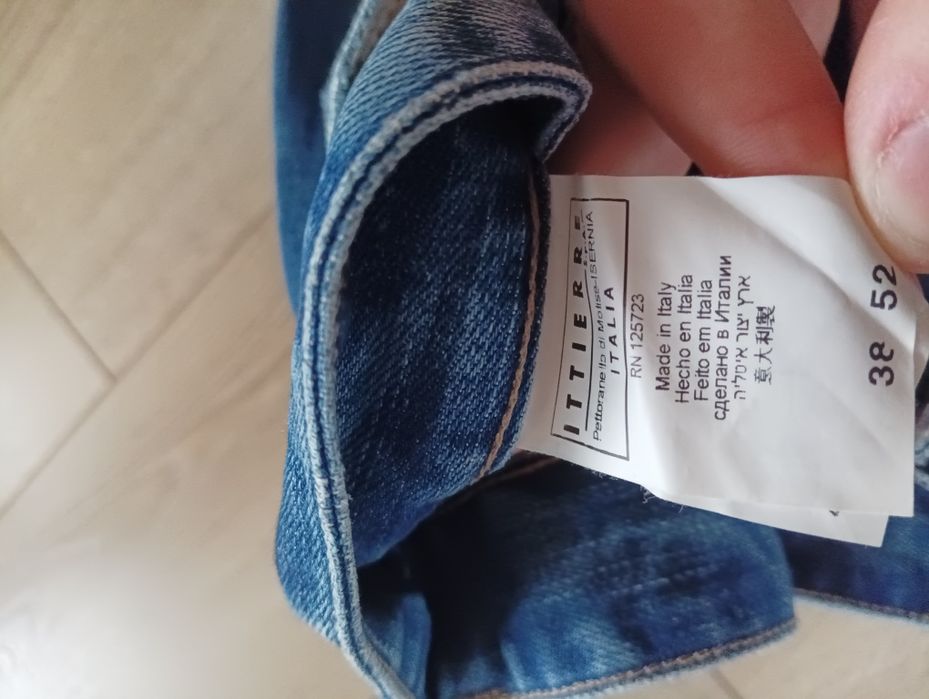 ITTIERRE
S.p.A.
Pettoranello di Molise-ISERNIA
ITALIA
RN 125723
Made in Italy
Hecho en Italia
Feito em Italia
сделано в Италии
ארץ יצור איטליה
意大利製
38 52